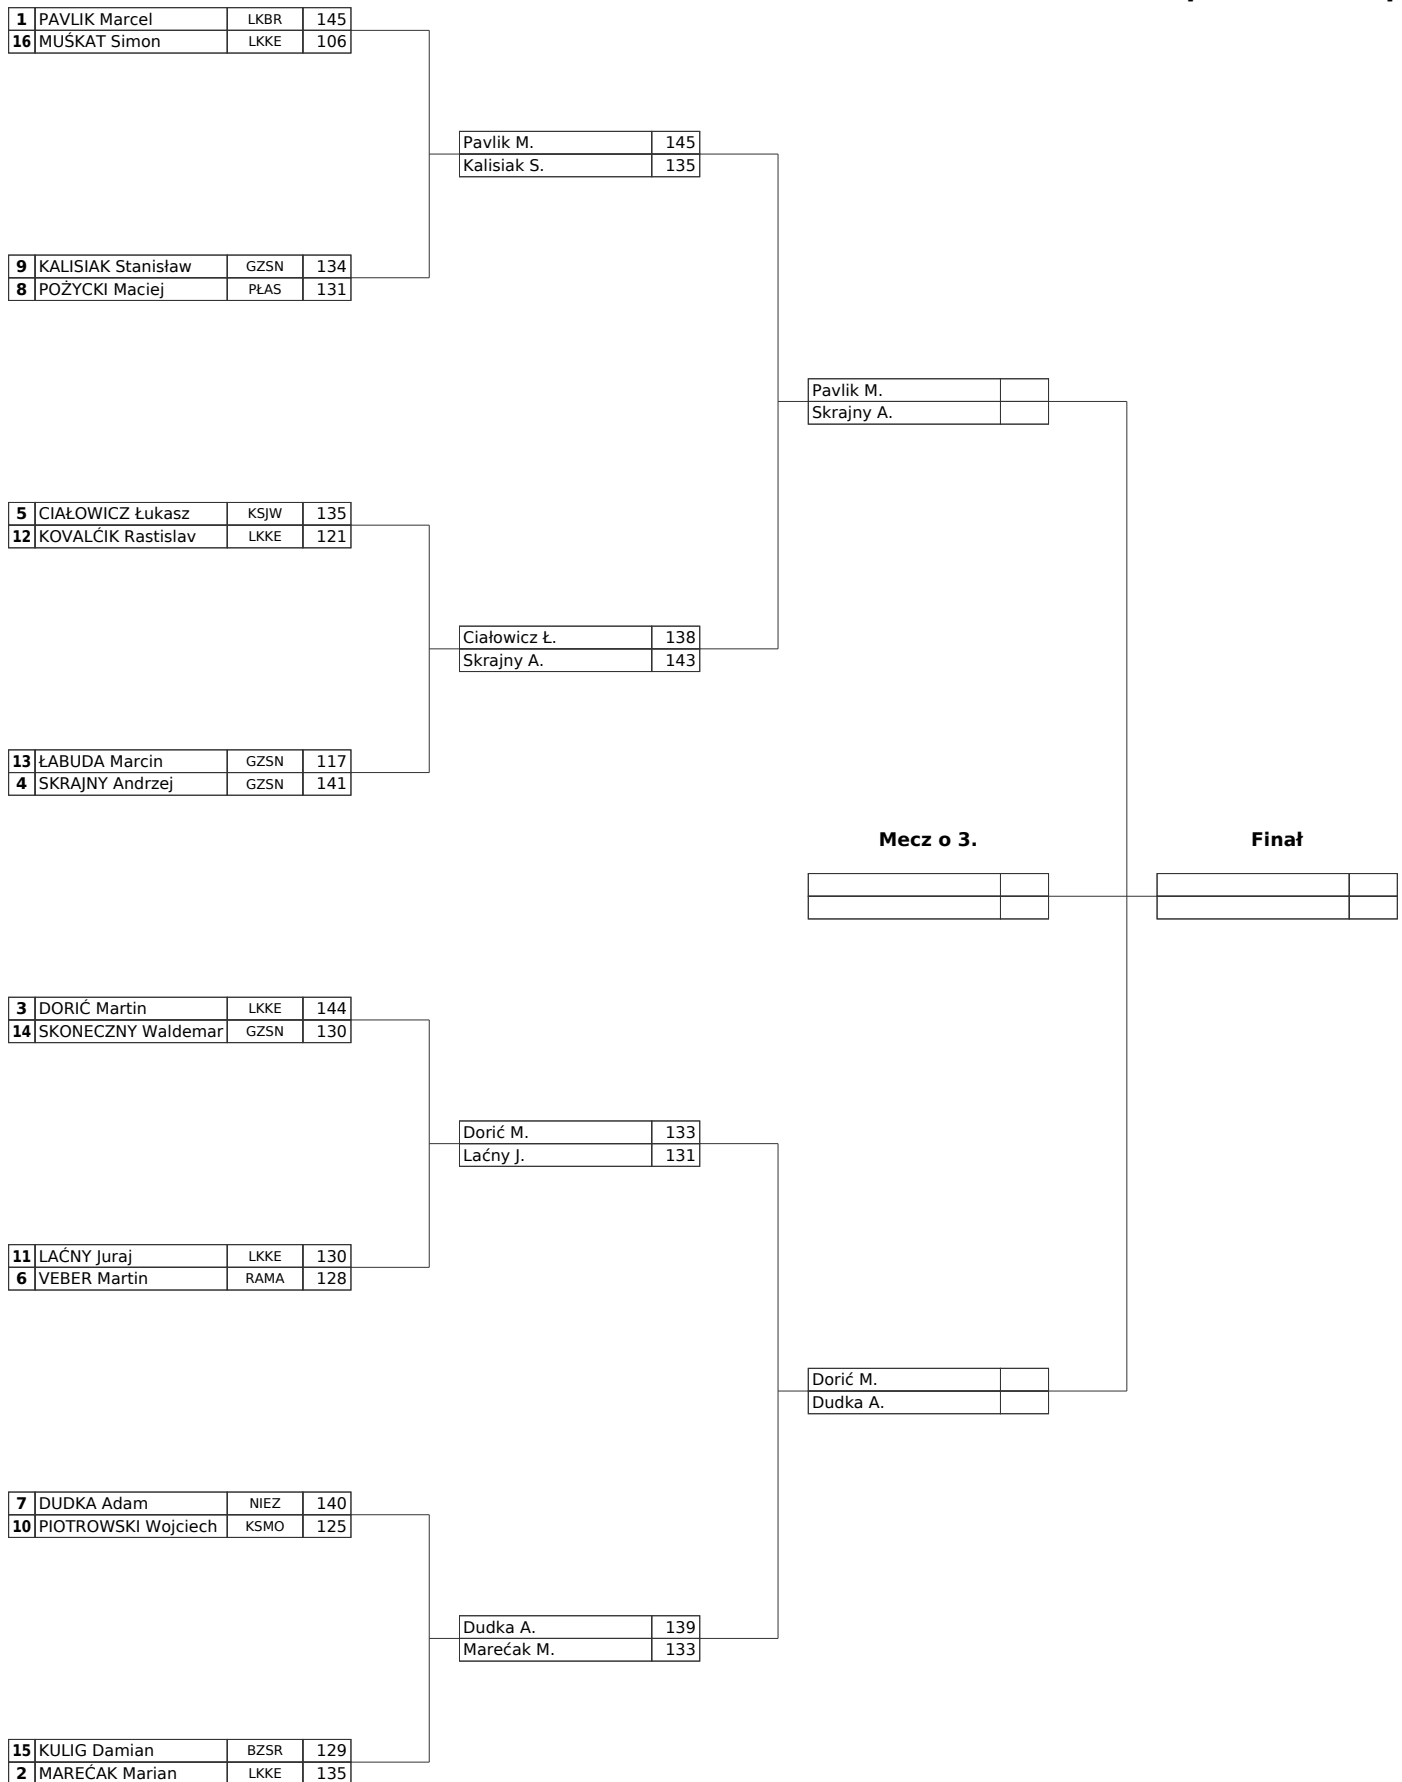 1 PAVLIK Marcel LKBR 145
16 MUŚKAT Simon LKKE 106
Pavlik M. 145
Kalisiak S. 135
9 KALISIAK Stanisław GZSN 134
8 POŻYCKI Maciej PŁAS 131
Pavlik M.
Skrajny A.
5 CIAŁOWICZ Łukasz KSJW 135
12 KOVALĆIK Rastislav LKKE 121
Ciałowicz Ł. 138
Skrajny A. 143
13 ŁABUDA Marcin GZSN 117
4 SKRAJNY Andrzej GZSN 141
Mecz o 3. Finał
3 DORIĆ Martin LKKE 144
14 SKONECZNY Waldemar GZSN 130
Dorić M. 133
Laćny J. 131
11 LAĆNY Juraj LKKE 130
6 VEBER Martin RAMA 128
Dorić M.
Dudka A.
7 DUDKA Adam NIEZ 140
10 PIOTROWSKI Wojciech KSMO 125
Dudka A. 139
Marećak M. 133
15 KULIG Damian BZSR 129
2 MAREĆAK Marian LKKE 135